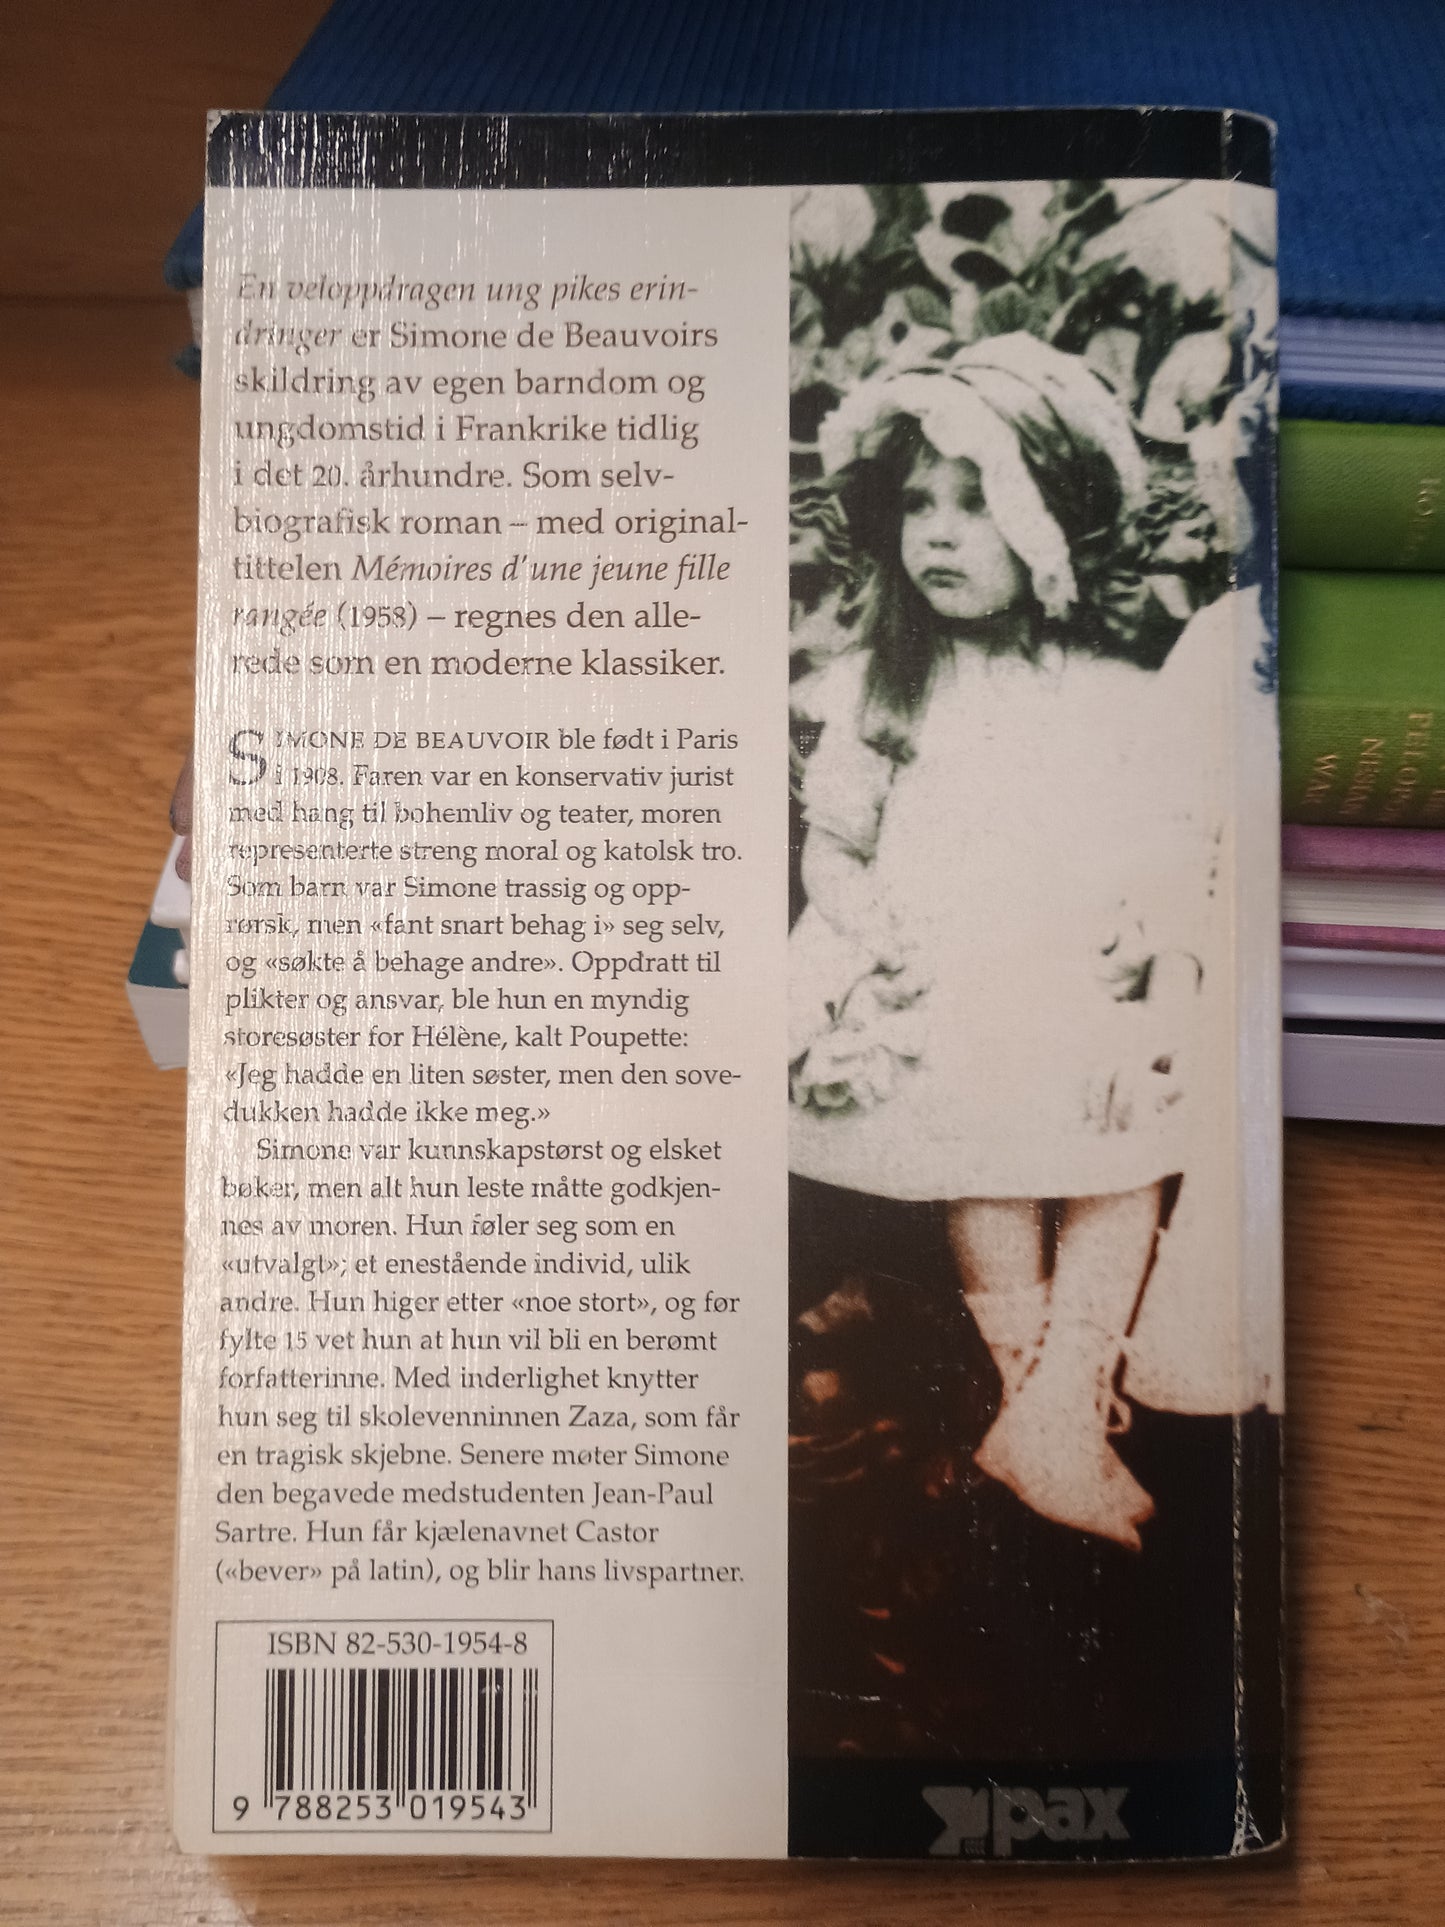 En veloppdragen ung pikes erin-
dringer er Simone de Beauvoirs
skildring av egen barndom og
ungdomstid i Frankrike tidlig
i det 20. århundre. Som selv-
biografisk roman – med original-
tittelen Mémoires d'une jeune fille
rangée (1958) – regnes den alle-
rede som en moderne klassiker.
SIMONE DE BEAUVOIR ble født i Paris
i 1908. Faren var en konservativ jurist
med hang til bohemliv og teater, moren
representerte streng moral og katolsk tro.
Som barn var Simone trassig og opp-
rørsk, men «fant snart behag i» seg selv,
og «søkte å behage andre». Oppdratt til
plikter og ansvar, ble hun en myndig
storesøster for Hélène, kalt Poupette:
«Jeg hadde en liten søster, men den sove-
dukken hadde ikke meg.»
Simone var kunnskapstørst og elsket
bøker, men alt hun leste måtte godkjen-
nes av moren. Hun føler seg som en
«utvalgt»; et enestående individ, ulik
andre. Hun higer etter «noe stort», og før
fylte 15 vet hun at hun vil bli en berømt
forfatterinne. Med inderlighet knytter
hun seg til skolevenninnen Zaza, som får
en tragisk skjebne. Senere møter Simone
den begavede medstudenten Jean-Paul
Sartre. Hun får kjælenavnet Castor
(«bever» på latin), og blir hans livspartner.
ISBN 82-530-1954-8
9 788253 019543
pax
PELOPON
NESIAN
WAR